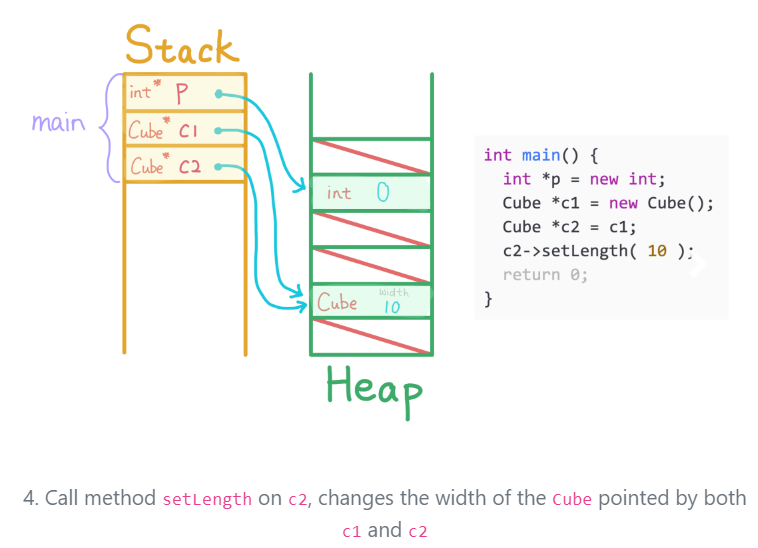 Stack
main
int* p
Cube* c1
Cube* c2
int 0
Cube width 10
Heap
int main() {
int *p = new int;
Cube *c1 = new Cube();
Cube *c2 = c1;
c2->setLength( 10 );
return 0;
}
4. Call method setLength on c2, changes the width of the Cube pointed by both
c1 and c2